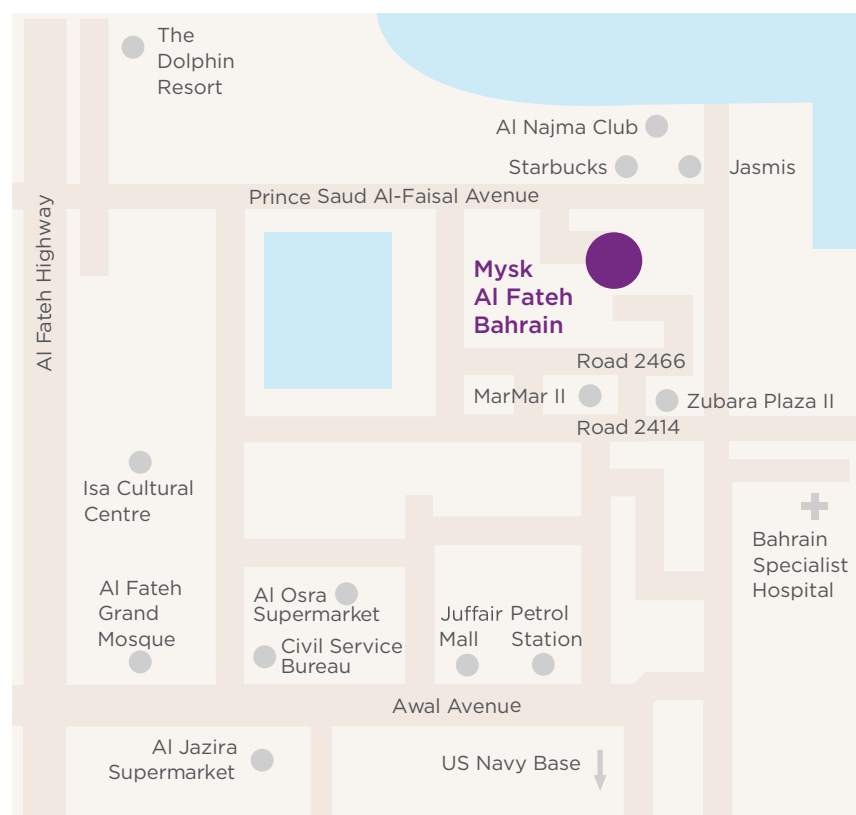 The
Dolphin
Resort
Al Najma Club
Starbucks
Jasmis
Prince Saud Al-Faisal Avenue
Al Fateh Highway
Mysk
Al Fateh
Bahrain
Road 2466
MarMar II
Zubara Plaza II
Road 2414
Isa Cultural
Centre
Bahrain
Specialist
Hospital
Al Fateh
Grand
Mosque
Al Osra
Supermarket
Civil Service
Bureau
Juffair
Mall
Petrol
Station
Awal Avenue
Al Jazira
Supermarket
US Navy Base